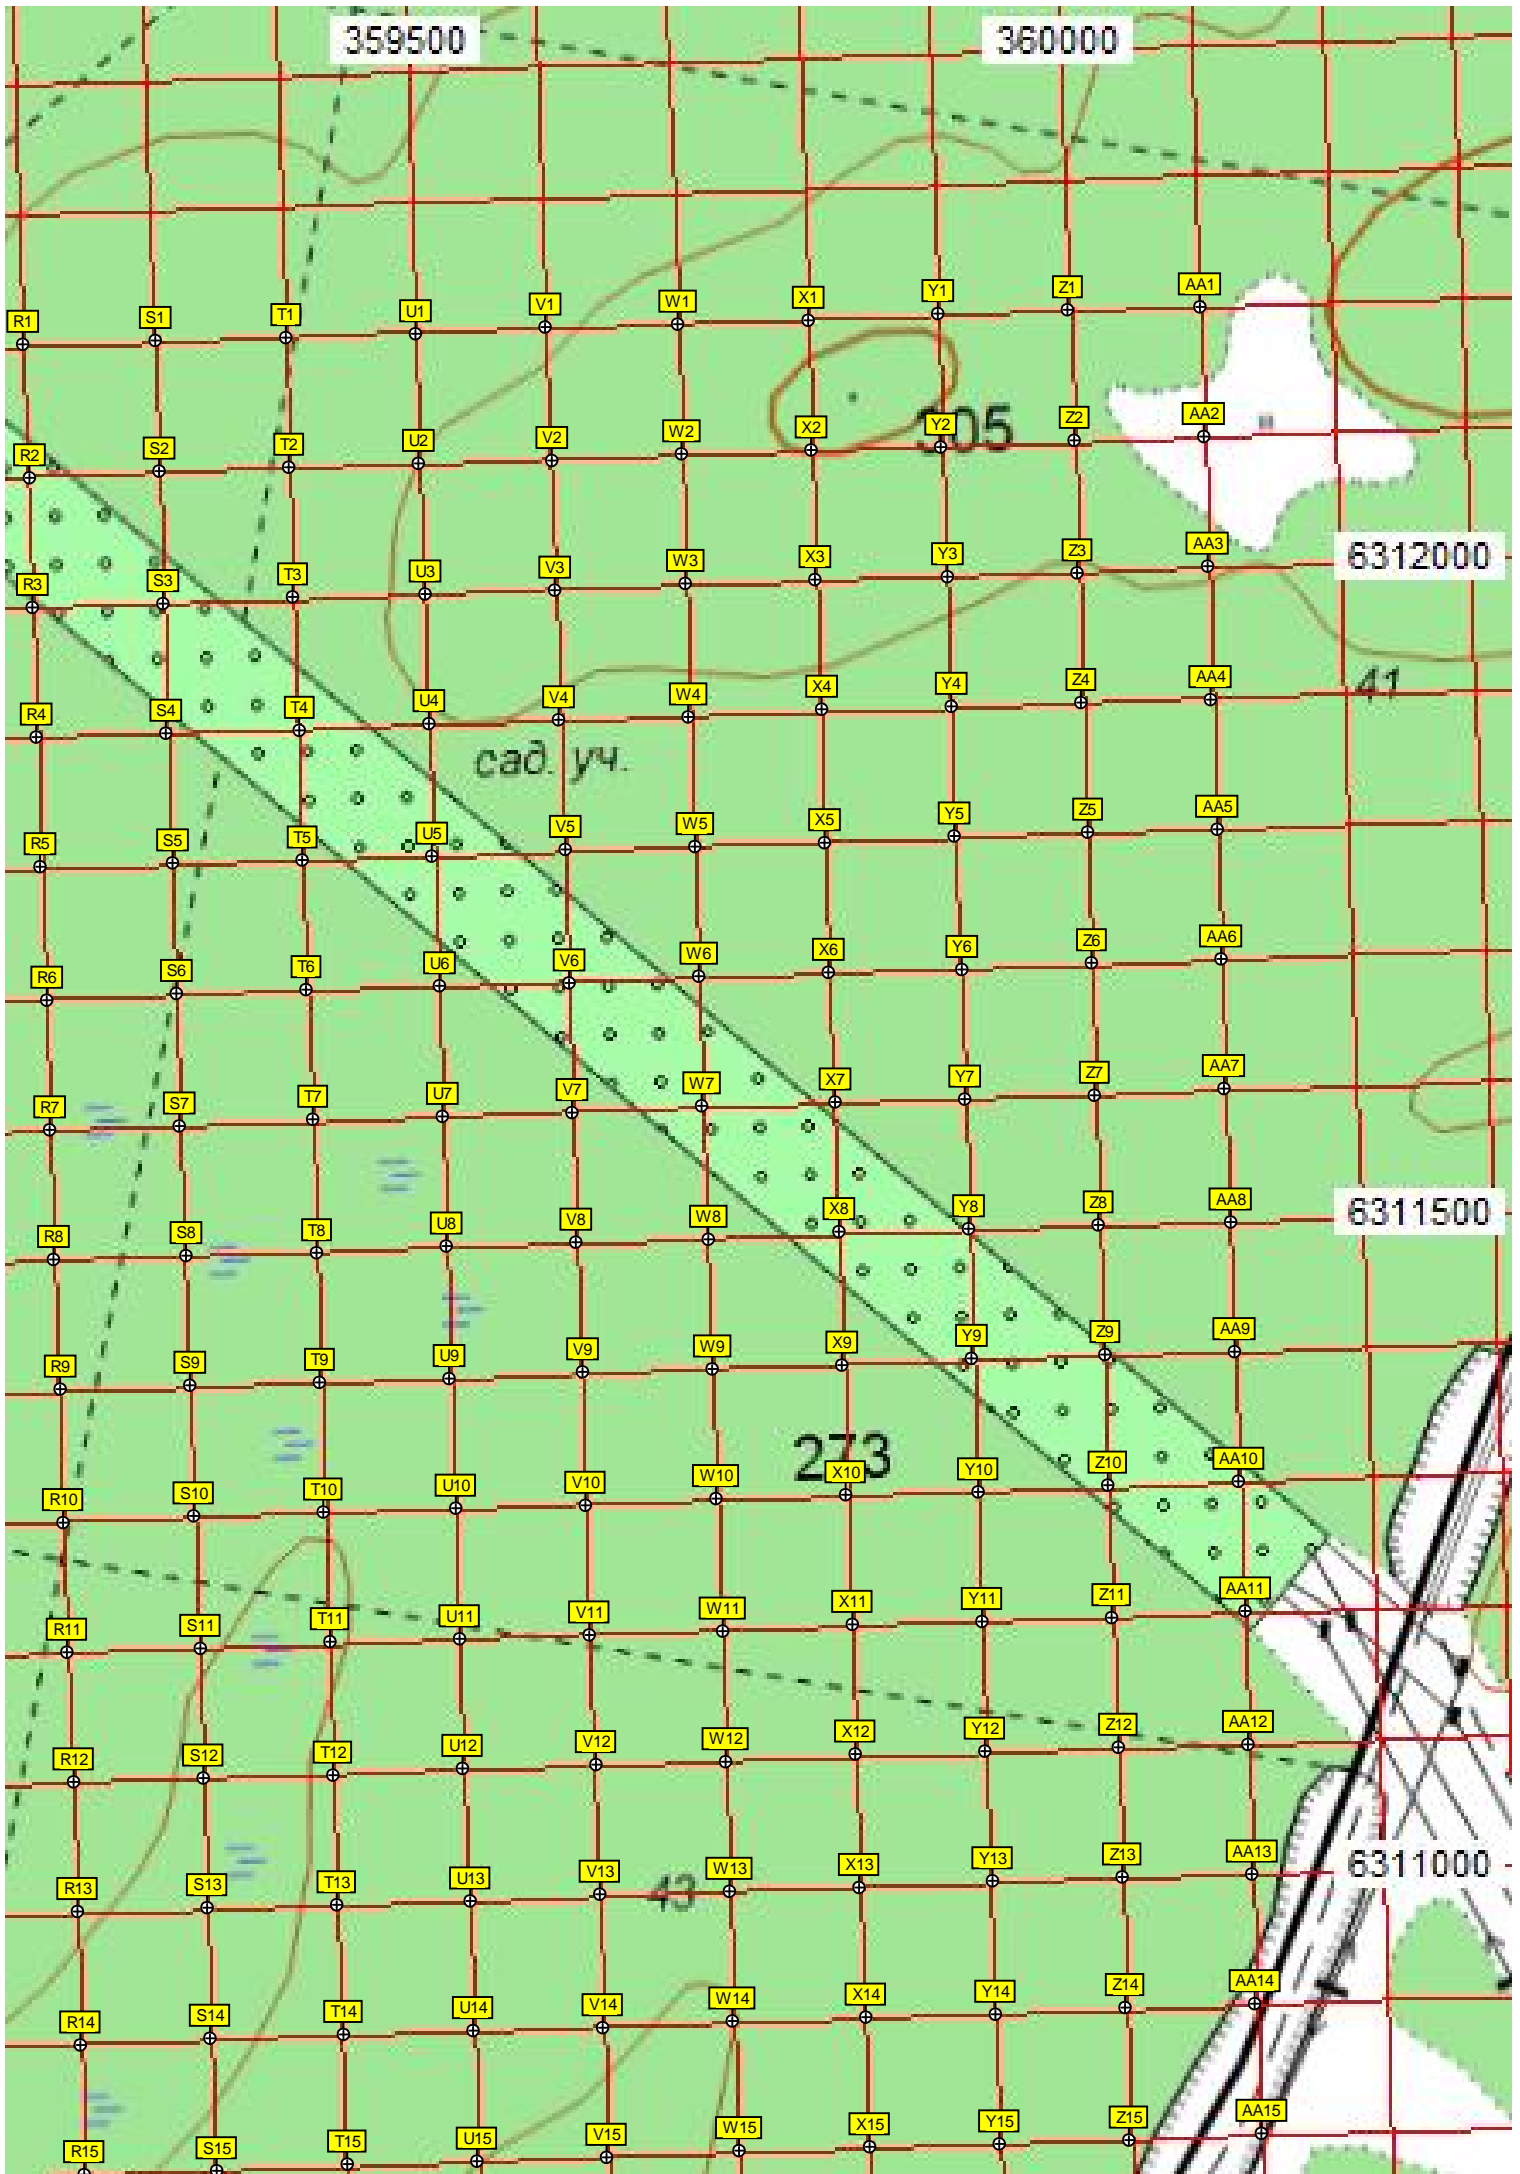 359500 360000
R1 S1 T1 U1 V1 W1 X1 Y1 Z1 AA1
R2 S2 T2 U2 V2 W2 X2 Y2 Z2 AA2
305
6312000
R3 S3 T3 U3 V3 W3 X3 Y3 Z3 AA3
R4 S4 T4 U4 V4 W4 X4 Y4 Z4 AA4
41
сад. уч.
R5 S5 T5 U5 V5 W5 X5 Y5 Z5 AA5
R6 S6 T6 U6 V6 W6 X6 Y6 Z6 AA6
R7 S7 T7 U7 V7 W7 X7 Y7 Z7 AA7
R8 S8 T8 U8 V8 W8 X8 Y8 Z8 AA8
6311500
R9 S9 T9 U9 V9 W9 X9 Y9 Z9 AA9
273
R10 S10 T10 U10 V10 W10 X10 Y10 Z10 AA10
R11 S11 T11 U11 V11 W11 X11 Y11 Z11 AA11
R12 S12 T12 U12 V12 W12 X12 Y12 Z12 AA12
R13 S13 T13 U13 V13 W13 X13 Y13 Z13 AA13
6311000
43
R14 S14 T14 U14 V14 W14 X14 Y14 Z14 AA14
R15 S15 T15 U15 V15 W15 X15 Y15 Z15 AA15